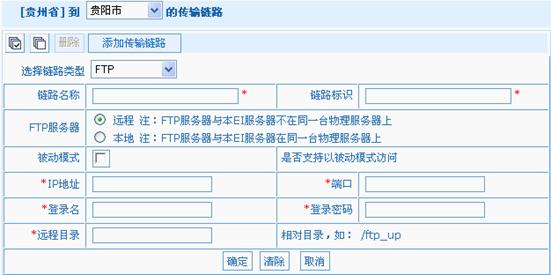 [贵州省] 到 贵阳市 的传输链路
删除 添加传输链路
选择链路类型 FTP
链路名称 * 链路标识 *
FTP服务器 远程 注：FTP服务器与本EI服务器不在同一台物理服务器上
本地 注：FTP服务器与本EI服务器在同一台物理服务器上
被动模式 是否支持以被动模式访问
*IP地址 *端口
*登录名 *登录密码
*远程目录 相对目录，如： /ftp_up
确定 清除 取消